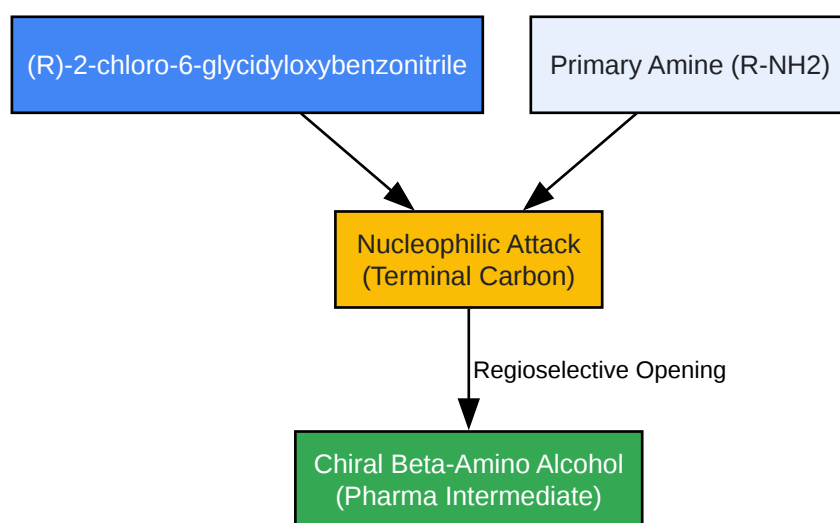 (R)-2-chloro-6-glycidyloxybenzonitrile
Primary Amine (R-NH2)
Nucleophilic Attack
(Terminal Carbon)
Regioselective Opening
Chiral Beta-Amino Alcohol
(Pharma Intermediate)